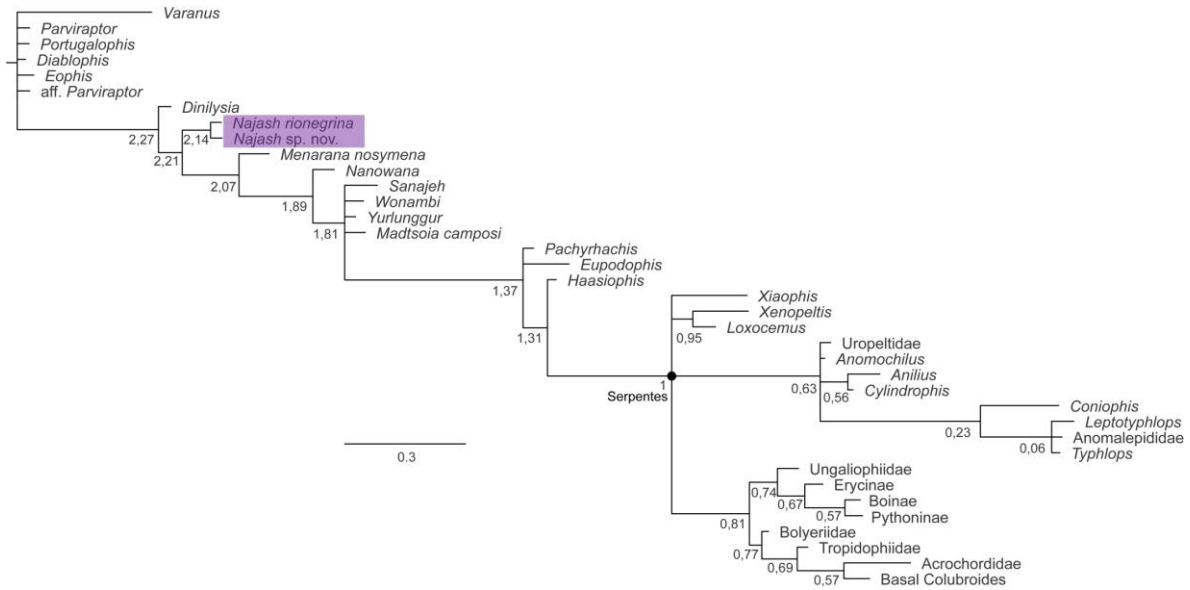 Varanus
Parviraptor
Portugalophis
Diablophis
Eophis
aff. Parviraptor
Dinilysia
Najash rionegrina
2,27
2,14
Najash sp. nov.
2,21
Menarana nosymena
2,07
Nanowana
Sanajeh
1,89
Wonambi
Yurlunggur
1,81
Madtsoia camposi
Pachyrhachis
Eupodophis
1,37
Haasiophis
Xiaophis
Xenopeltis
1,31
0,95
Loxocemus
Uropeltidae
Anomochilus
Anilius
1
0,63
0,56
Cylindrophis
Serpentes
Coniophis
Leptotyphlops
0,23
Anomalepididae
0,06
Typhlops
0.3
Ungaliophiidae
0,74
Erycinae
0,67
Boinae
0,81
0,57
Pythoninae
Bolyeriidae
0,77
Tropidophiidae
0,69
Acrochordidae
0,57
Basal Colubroides